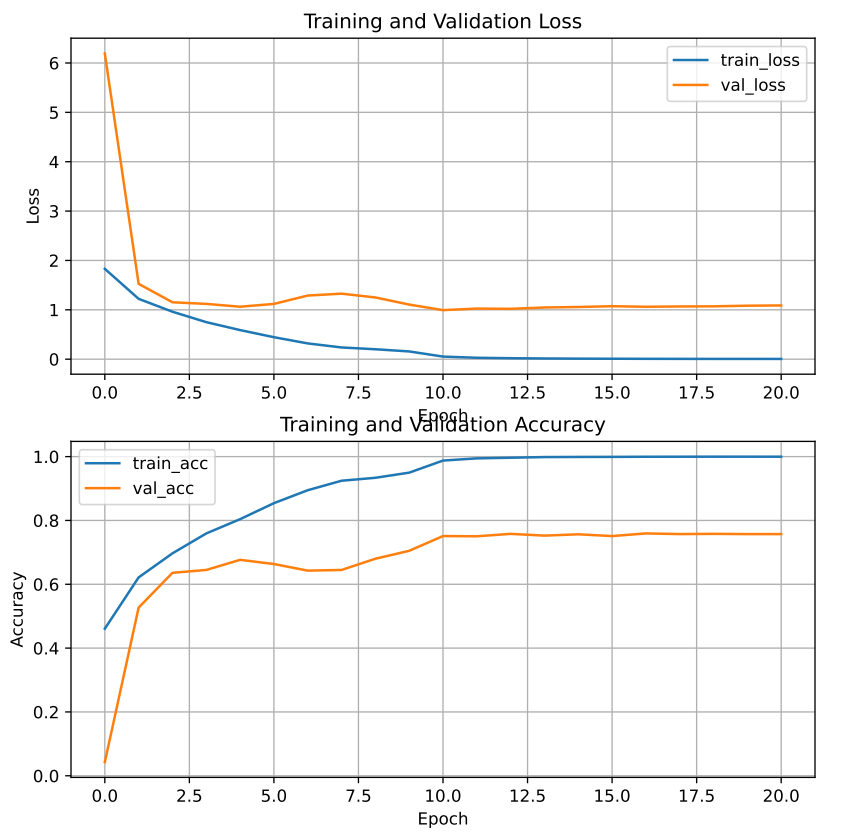 Training and Validation Loss
train_loss
val_loss
Loss
6
5
4
3
2
1
0
0.0 2.5 5.0 7.5 10.0 12.5 15.0 17.5 20.0
Epoch
Training and Validation Accuracy
train_acc
val_acc
Accuracy
1.0
0.8
0.6
0.4
0.2
0.0
0.0 2.5 5.0 7.5 10.0 12.5 15.0 17.5 20.0
Epoch